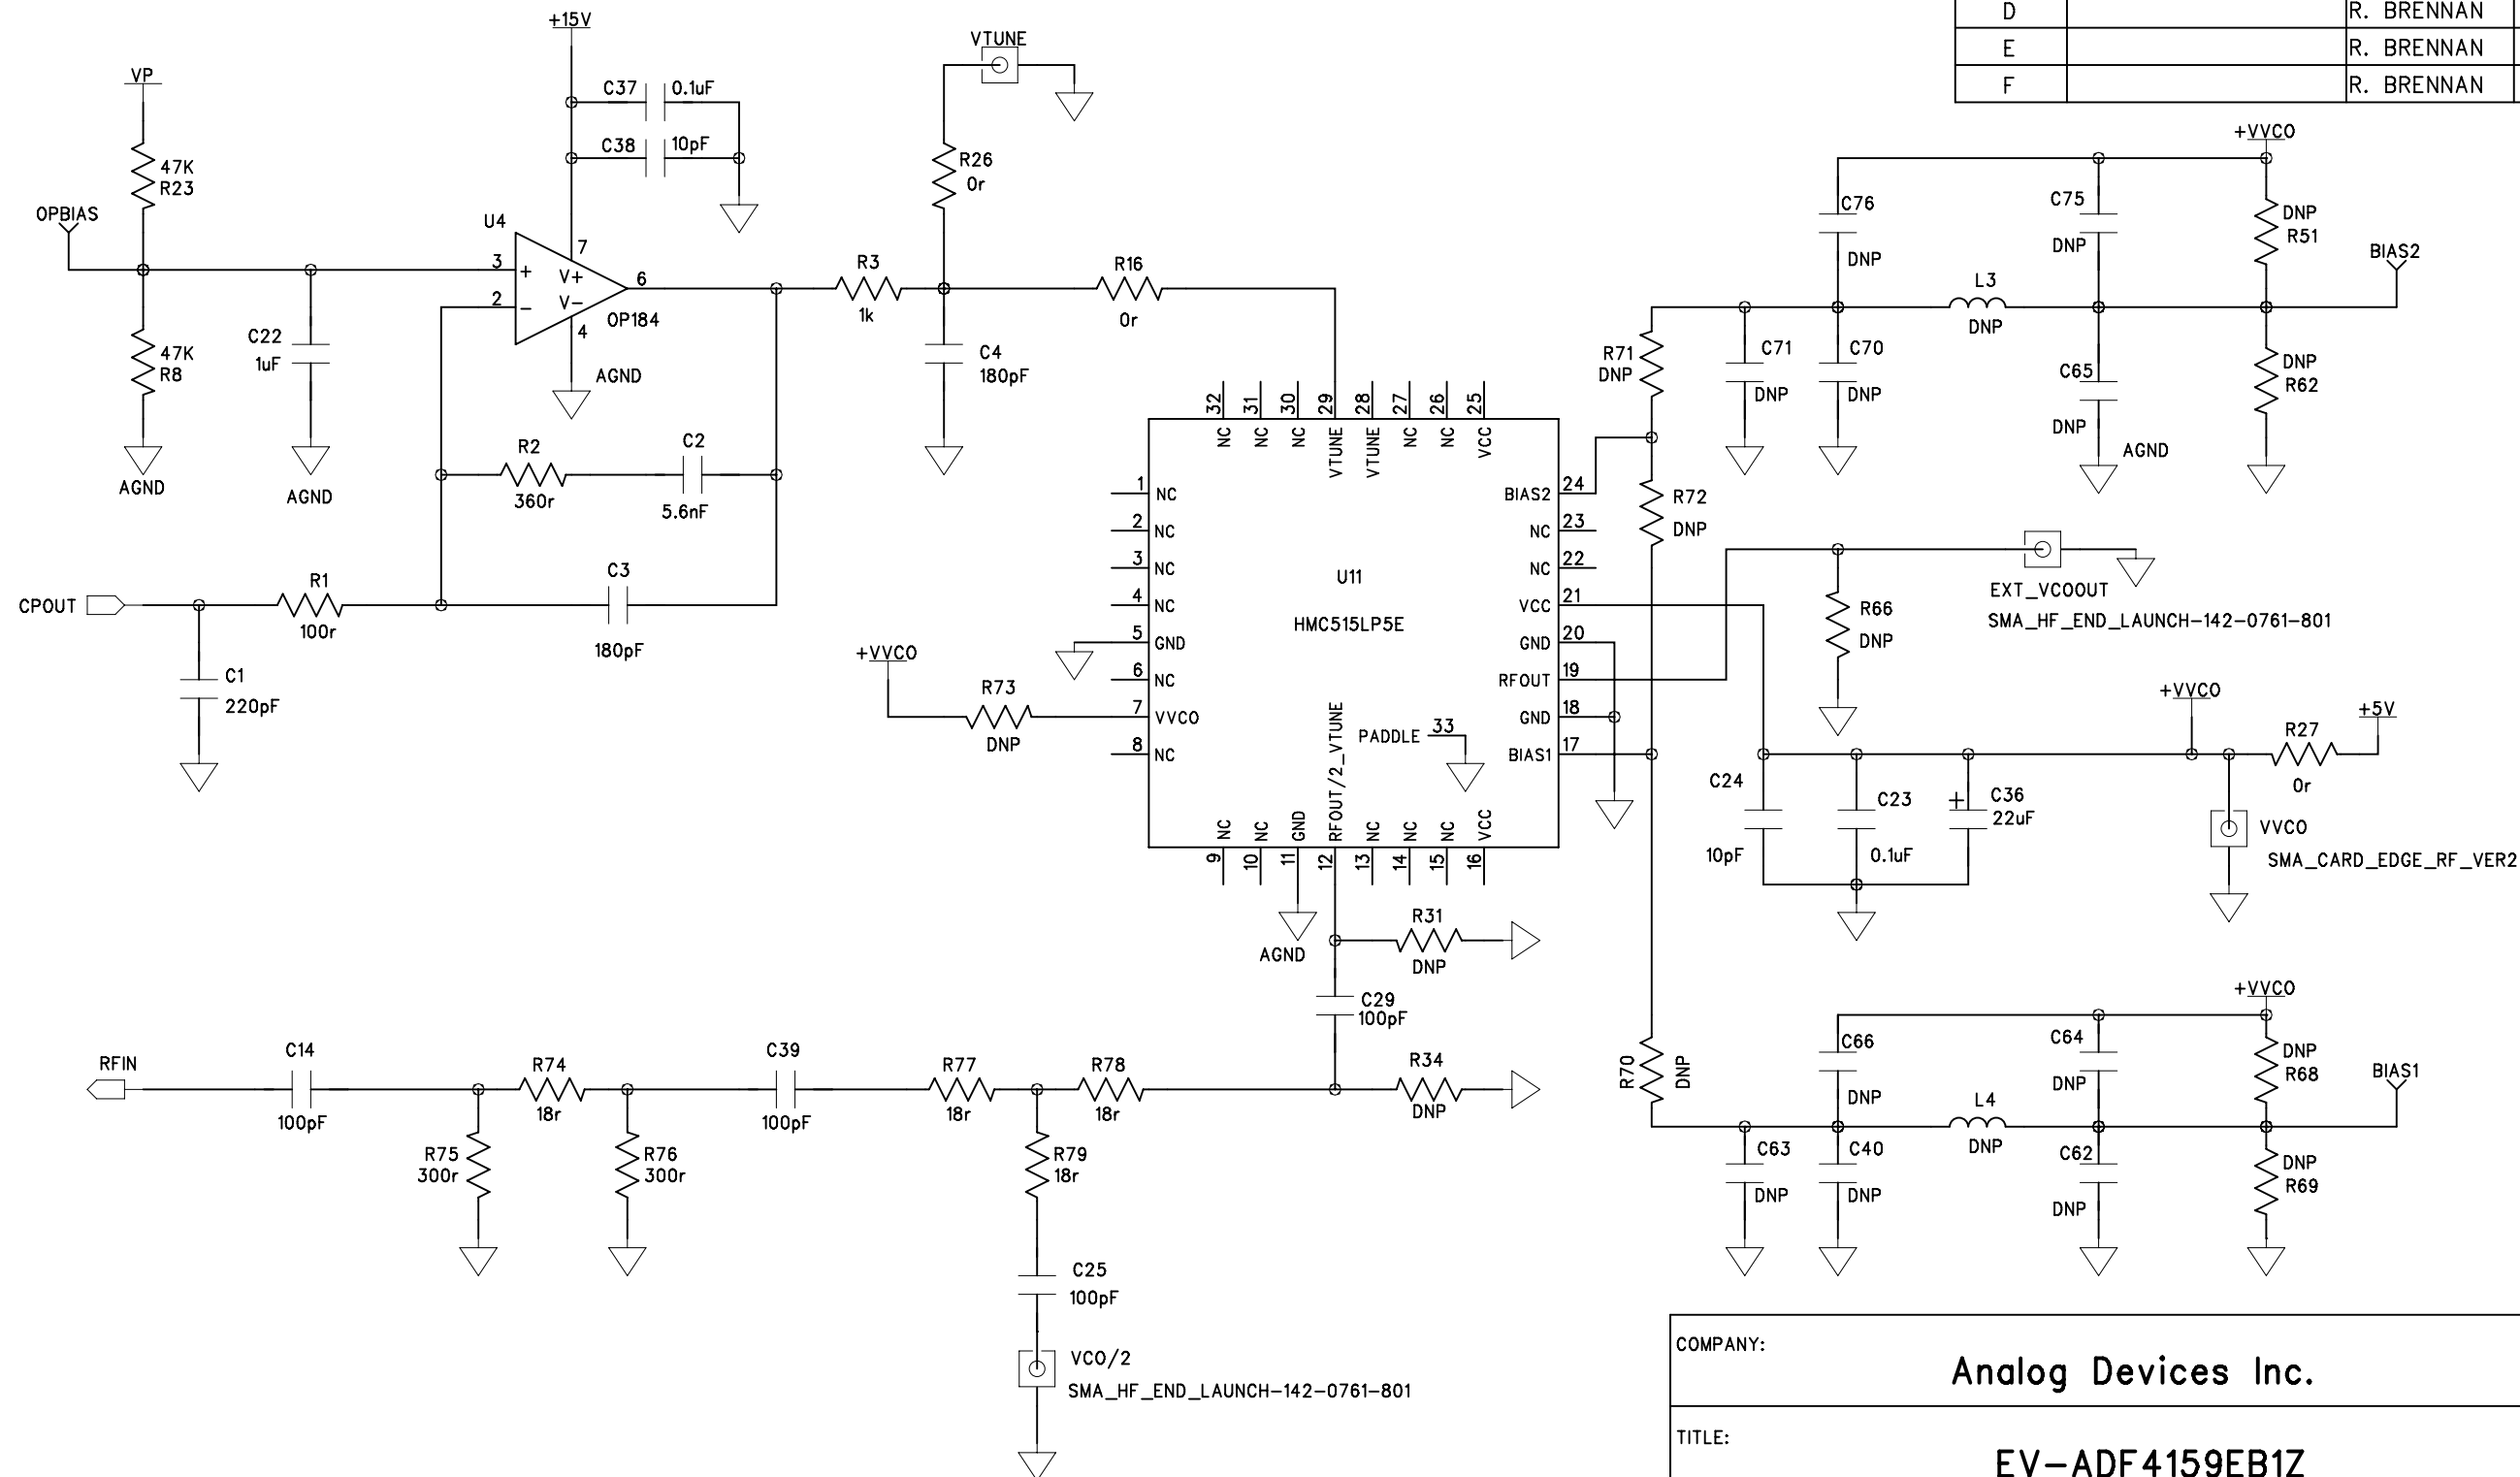 D R. BRENNAN
E R. BRENNAN
F R. BRENNAN
+15V
VTUNE
VP
C37 0.1uF
C38 10pF
+VVCO
47K
R23
R26
0r
OPBIAS
U4
7
3 +
V+
2 -
V-
6
4
OP184
AGND
C22
1uF
47K
R8
AGND
AGND
R3
1k
R16
0r
C4
180pF
R2
360r
C2
5.6nF
CPOUT
R1
100r
C3
180pF
C1
220pF
C76
DNP
C75
DNP
DNP
R51
BIAS2
L3
DNP
R71
DNP
C71
DNP
C70
DNP
C65
DNP
AGND
DNP
R62
32 31 30 29 28 27 26 25
NC NC NC VTUNE VTUNE NC NC VCC
1 NC
2 NC
3 NC
4 NC
5 GND
6 NC
7 VVCO
8 NC
U11
HMC515LP5E
BIAS2 24
NC 23
NC 22
VCC 21
GND 20
RFOUT 19
GND 18
BIAS1 17
PADDLE 33
NC NC GND RFOUT/2_VTUNE NC NC NC VCC
9 10 11 12 13 14 15 16
AGND
+VVCO
R73
DNP
R72
DNP
EXT_VCOOUT
SMA_HF_END_LAUNCH-142-0761-801
R66
DNP
+VVCO
+5V
R27
0r
C24
10pF
C23
0.1uF
+
C36
22uF
VVCO
SMA_CARD_EDGE_RF_VER2
R31
DNP
C29
100pF
R34
DNP
RFIN
C14
100pF
R74
18r
C39
100pF
R77
18r
R78
18r
R75
300r
R76
300r
R79
18r
C25
100pF
VCO/2
SMA_HF_END_LAUNCH-142-0761-801
+VVCO
R70
DNP
C66
DNP
C64
DNP
DNP
R68
BIAS1
L4
DNP
C63
DNP
C40
DNP
C62
DNP
DNP
R69
COMPANY:
Analog Devices Inc.
TITLE:
EV-ADF4159EB1Z